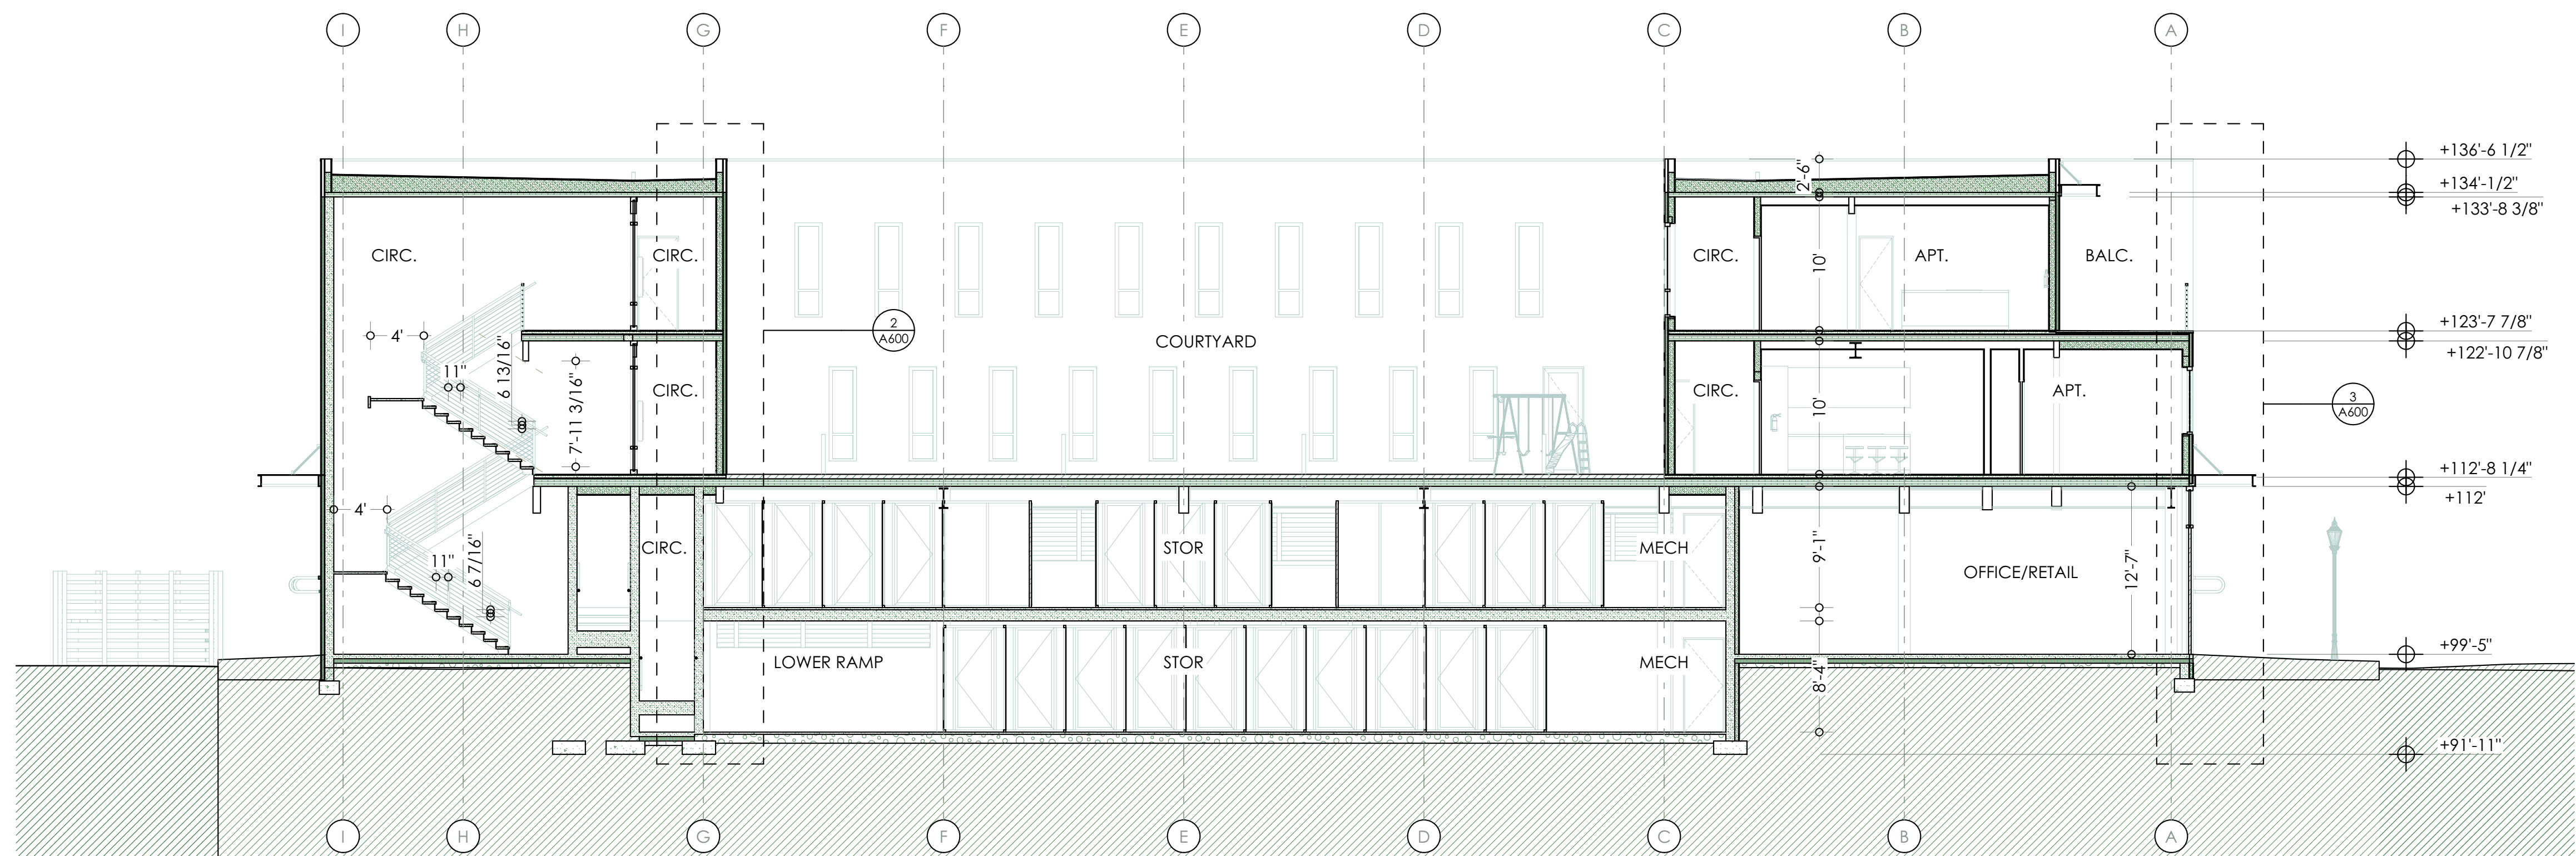 I H G F E D C B A
+136'-6 1/2"
2'-6"
+134'-1/2"
+133'-8 3/8"
CIRC. CIRC. CIRC. 10' APT. BALC.
4' 2 A600 COURTYARD
+123'-7 7/8"
+122'-10 7/8"
11" 6 13/16" 7'-11 3/16" CIRC. CIRC. 10' APT. 3 A600
+112'-8 1/4"
+112'
4' 11" 6 7/16" CIRC. STOR MECH 9'-1" OFFICE/RETAIL 12'-7"
+99'-5"
LOWER RAMP STOR MECH 8'-4"
+91'-11"
I H G F E D C B A